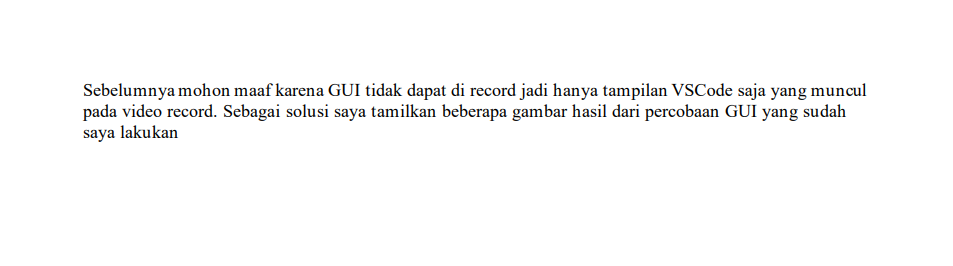 Sebelumnya mohon maaf karena GUI tidak dapat di record jadi hanya tampilan VSCode saja yang muncul
pada video record. Sebagai solusi saya tamilkan beberapa gambar hasil dari percobaan GUI yang sudah
saya lakukan